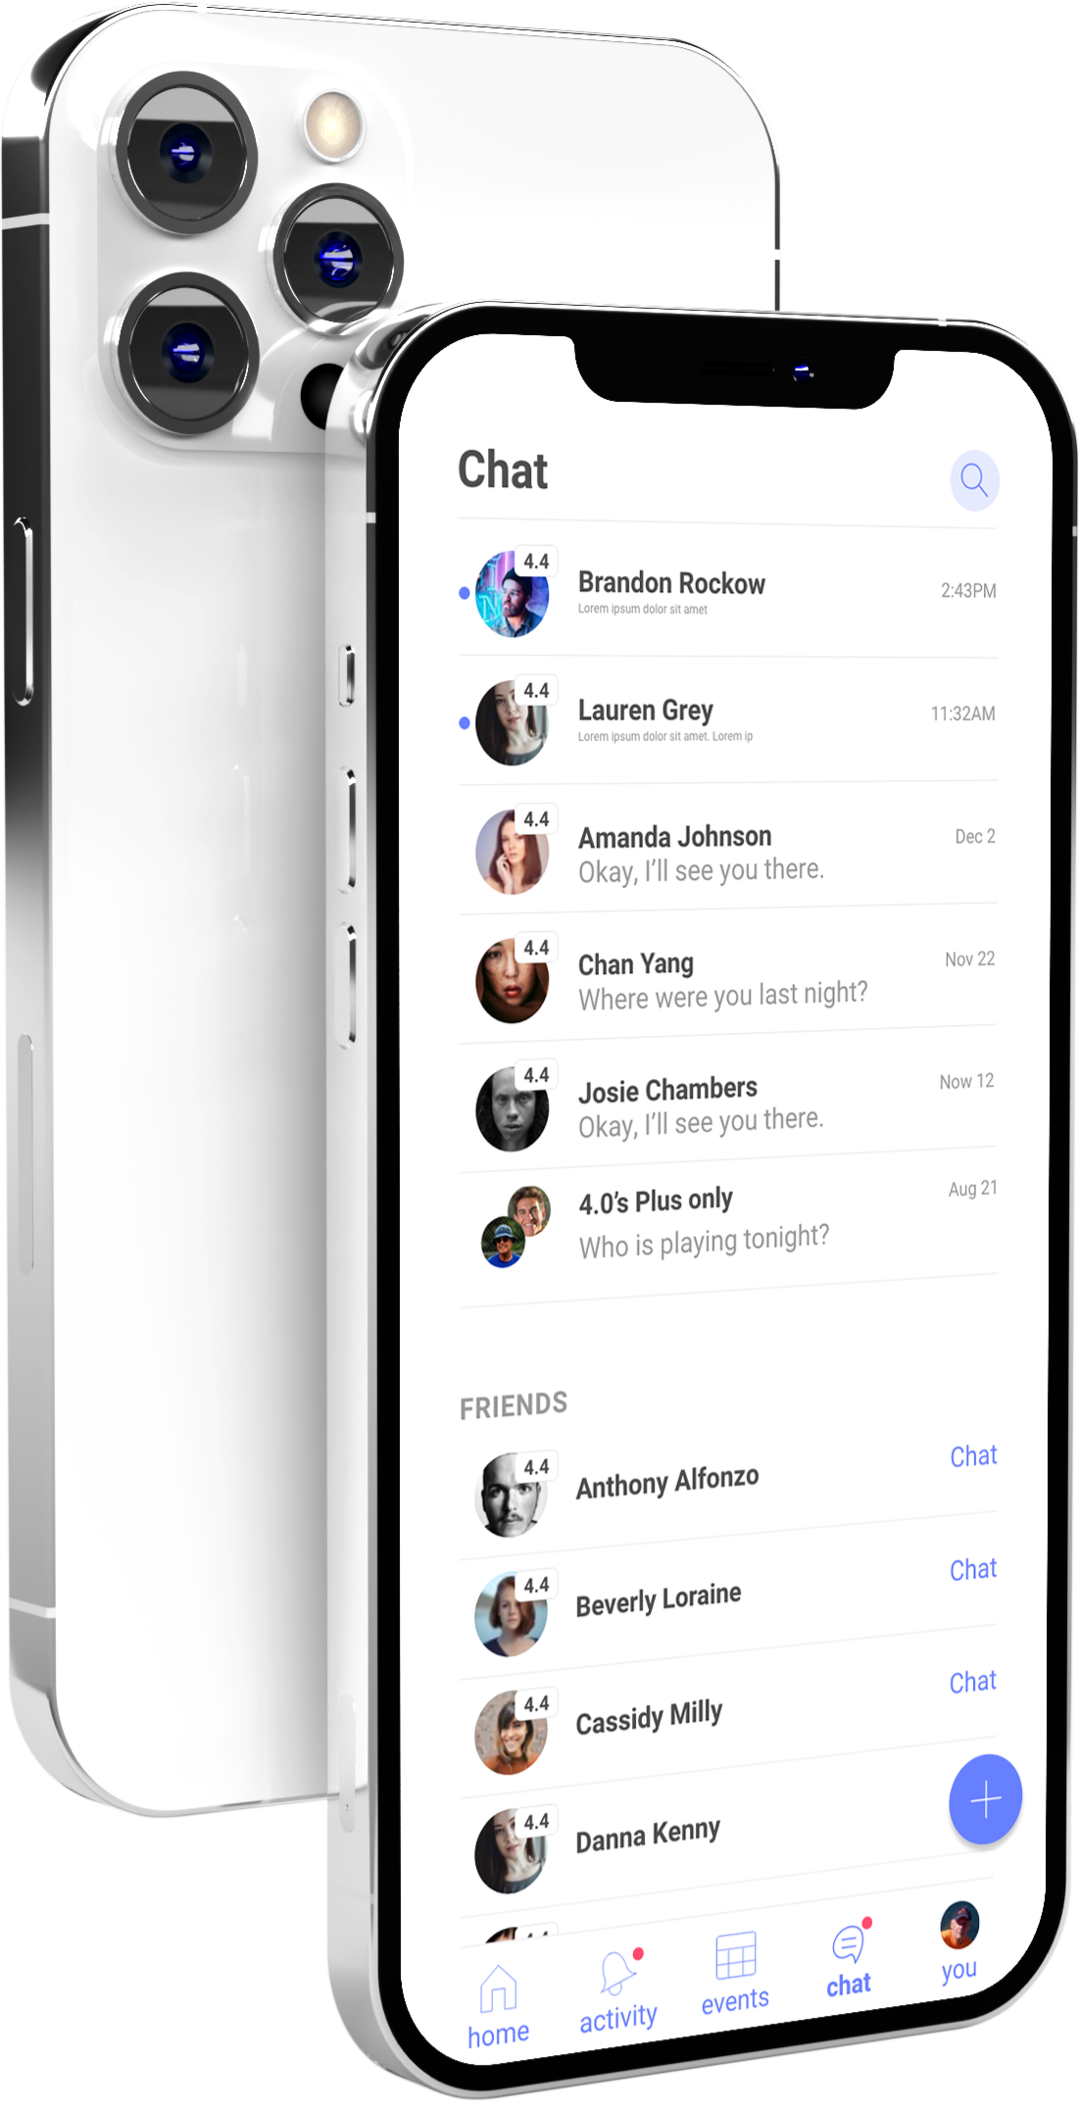 Chat
4.4
Brandon Rockow
2:43PM
Lorem ipsum dolor sit amet
4.4
Lauren Grey
11:32AM
Lorem ipsum dolor sit amet. Lorem ip
4.4
Amanda Johnson
Dec 2
Okay, I’ll see you there.
4.4
Chan Yang
Nov 22
Where were you last night?
4.4
Josie Chambers
Now 12
Okay, I’ll see you there.
4.0’s Plus only
Aug 21
Who is playing tonight?
FRIENDS
4.4
Anthony Alfonzo
Chat
4.4
Beverly Loraine
Chat
4.4
Cassidy Milly
Chat
4.4
Danna Kenny
home
activity
events
chat
you